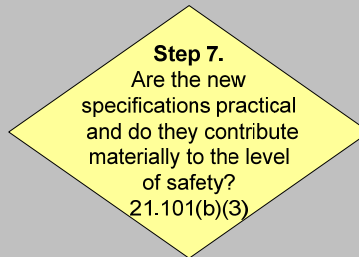 Step 7.
Are the new
specifications practical
and do they contribute
materially to the level
of safety?
21.101(b)(3)